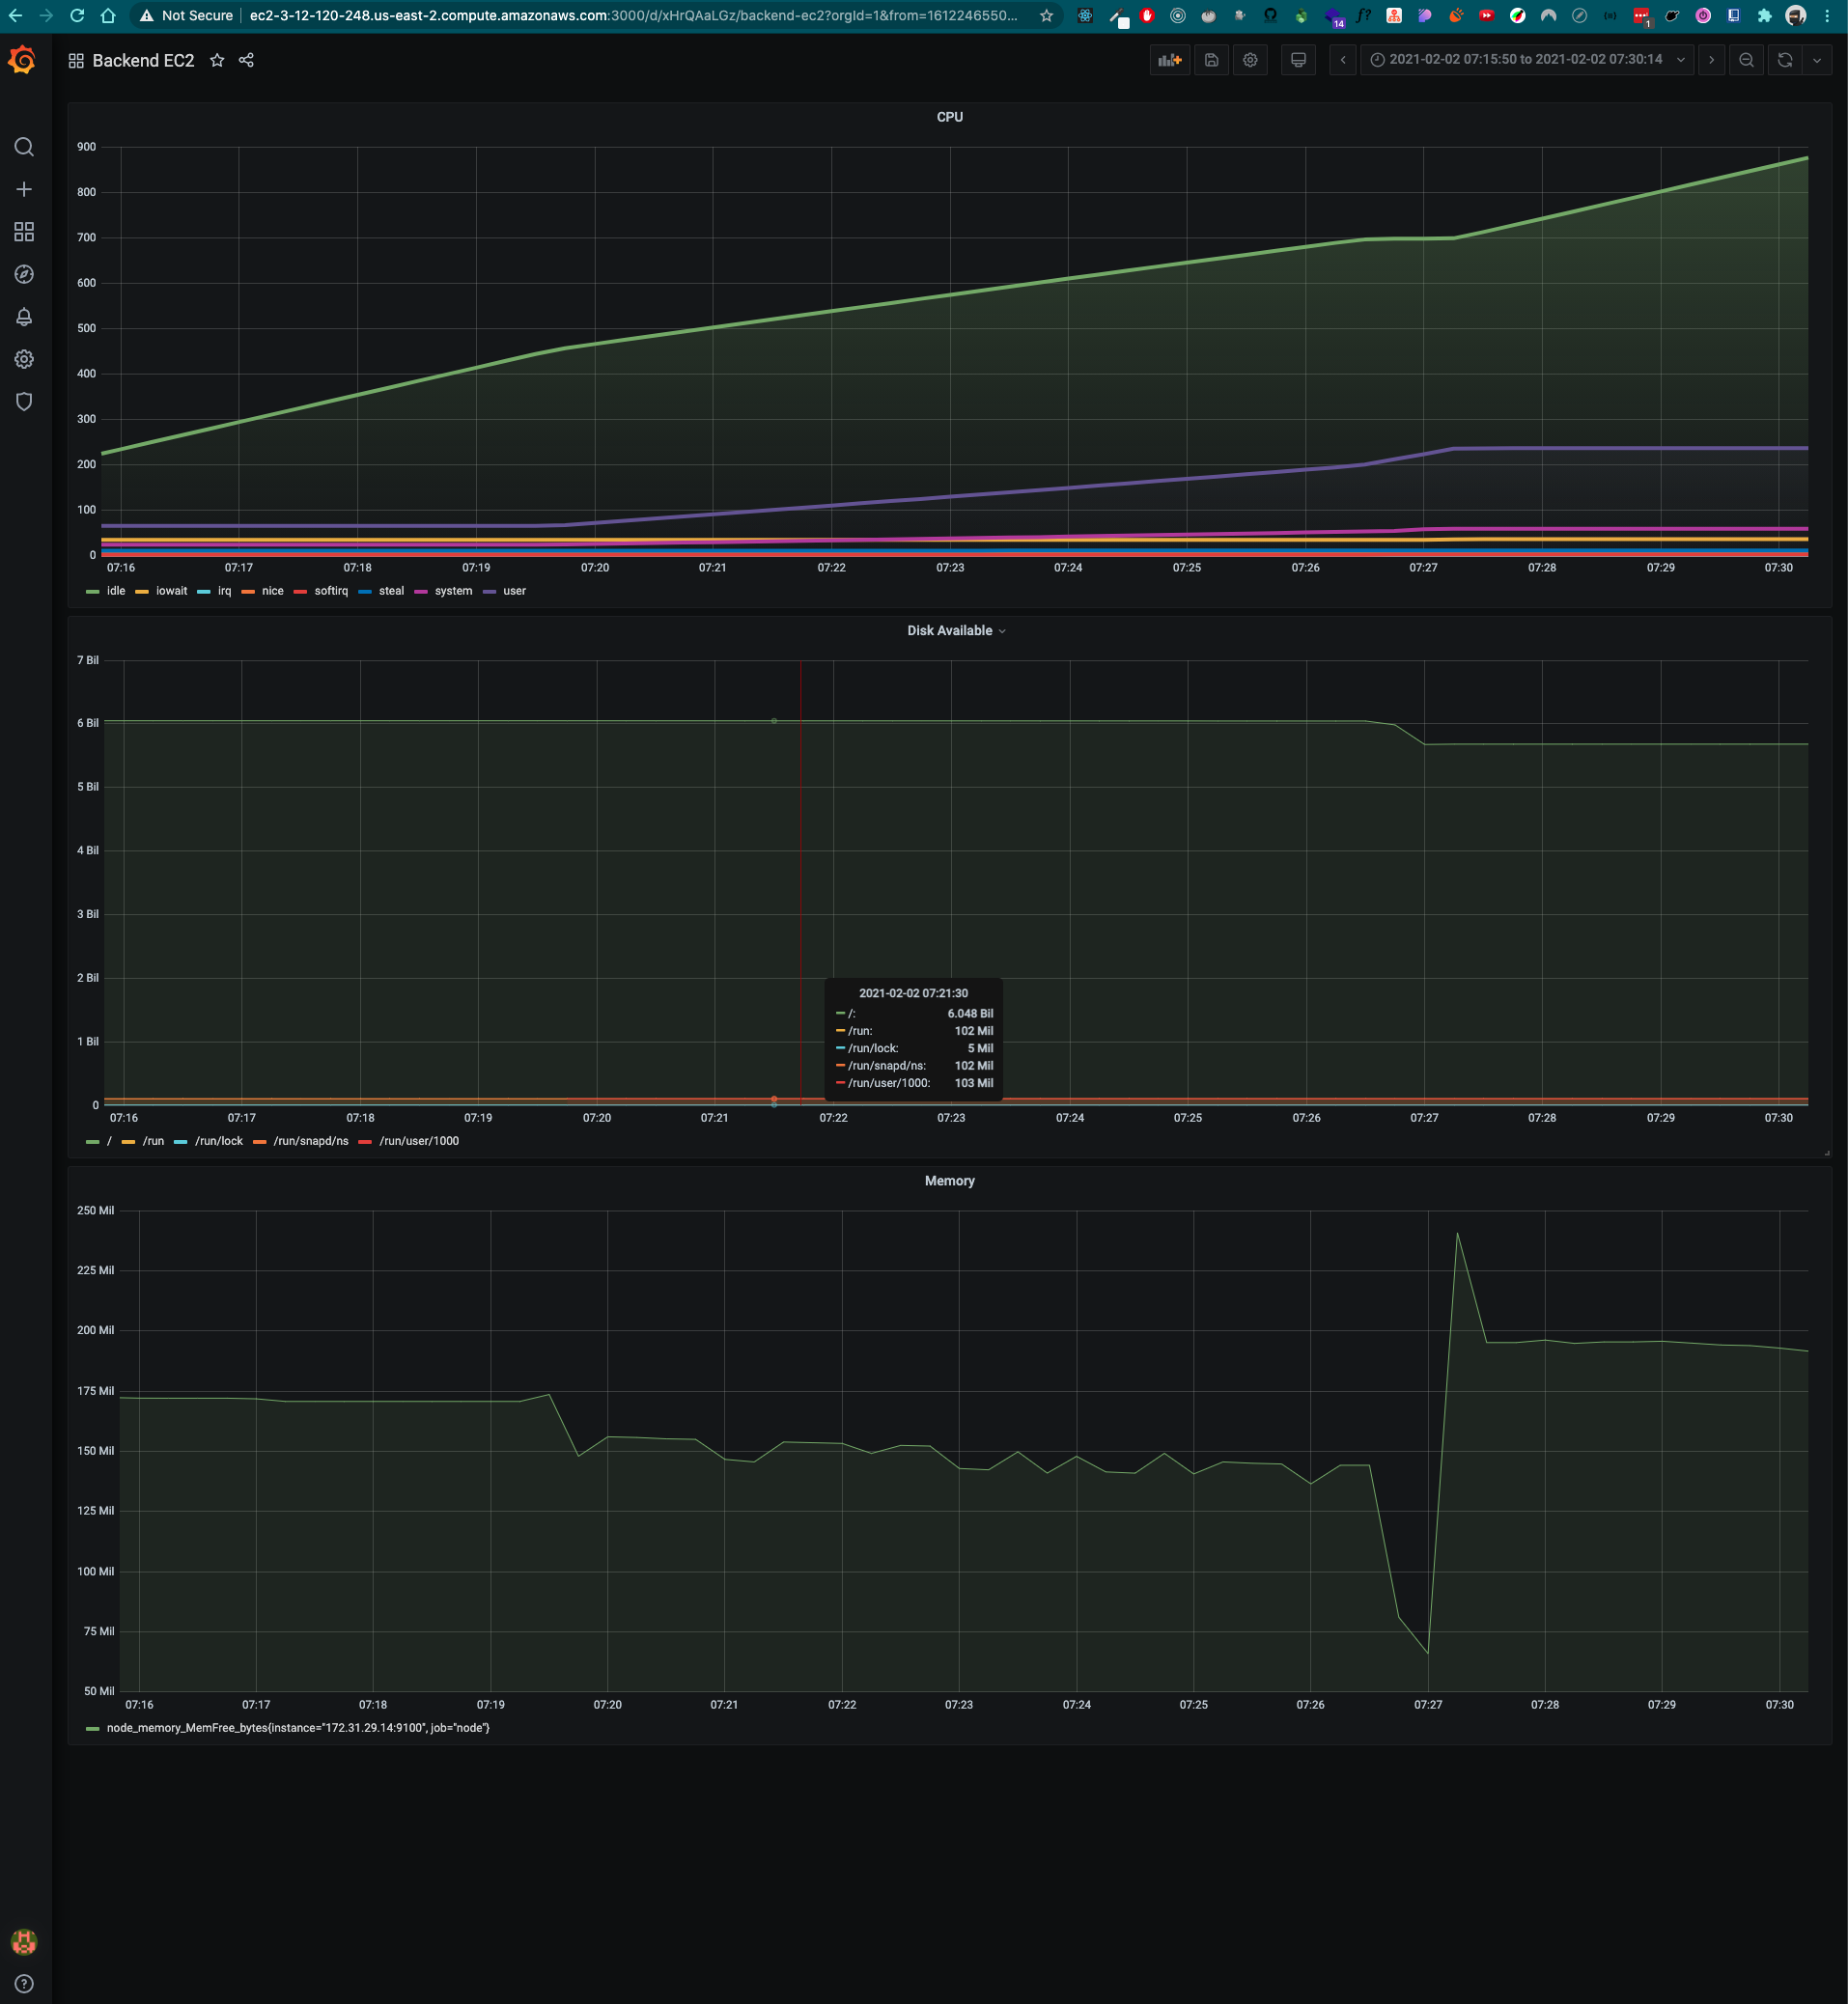 Not Secure ec2-3-12-120-248.us-east-2.compute.amazonaws.com:3000/d/xHrQAaLGz/backend-ec2?orgId=1&from=1612246550... f? 14 1
Backend EC2 2021-02-02 07:15:50 to 2021-02-02 07:30:14
CPU
900
800
700
600
500
400
300
200
100
0
07:16 07:17 07:18 07:19 07:20 07:21 07:22 07:23 07:24 07:25 07:26 07:27 07:28 07:29 07:30
idle iowait irq nice softirq steal system user
Disk Available
7 Bil
6 Bil
5 Bil
4 Bil
3 Bil
2 Bil
1 Bil
0
2021-02-02 07:21:30
/: 6.048 Bil
/run: 102 Mil
/run/lock: 5 Mil
/run/snapd/ns: 102 Mil
/run/user/1000: 103 Mil
07:16 07:17 07:18 07:19 07:20 07:21 07:22 07:23 07:24 07:25 07:26 07:27 07:28 07:29 07:30
/ /run /run/lock /run/snapd/ns /run/user/1000
Memory
250 Mil
225 Mil
200 Mil
175 Mil
150 Mil
125 Mil
100 Mil
75 Mil
50 Mil
07:16 07:17 07:18 07:19 07:20 07:21 07:22 07:23 07:24 07:25 07:26 07:27 07:28 07:29 07:30
node_memory_MemFree_bytes{instance="172.31.29.14:9100", job="node"}